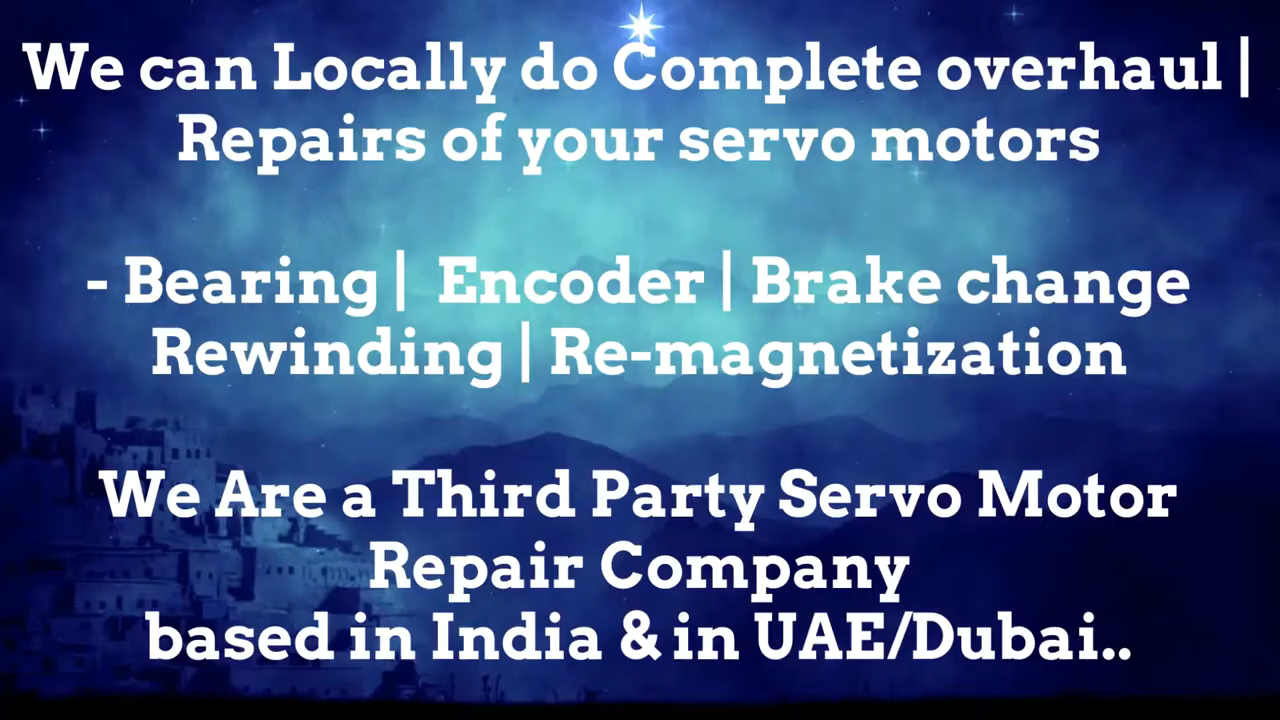 We can Locally do Complete overhaul |
Repairs of your servo motors
- Bearing | Encoder | Brake change
Rewinding | Re-magnetization
We Are a Third Party Servo Motor
Repair Company
based in India & in UAE/Dubai..